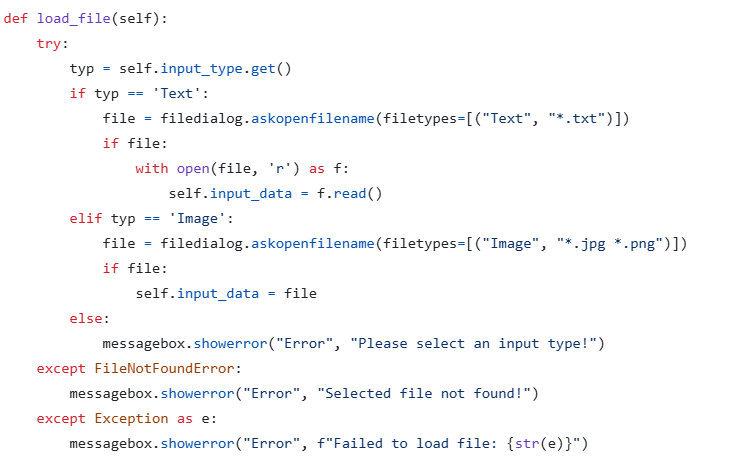 def load_file(self):
    try:
        typ = self.input_type.get()
        if typ == 'Text':
            file = filedialog.askopenfilename(filetypes=[("Text", "*.txt")])
            if file:
                with open(file, 'r') as f:
                    self.input_data = f.read()
        elif typ == 'Image':
            file = filedialog.askopenfilename(filetypes=[("Image", "*.jpg *.png")])
            if file:
                self.input_data = file
        else:
            messagebox.showerror("Error", "Please select an input type!")
    except FileNotFoundError:
        messagebox.showerror("Error", "Selected file not found!")
    except Exception as e:
        messagebox.showerror("Error", f"Failed to load file: {str(e)}")